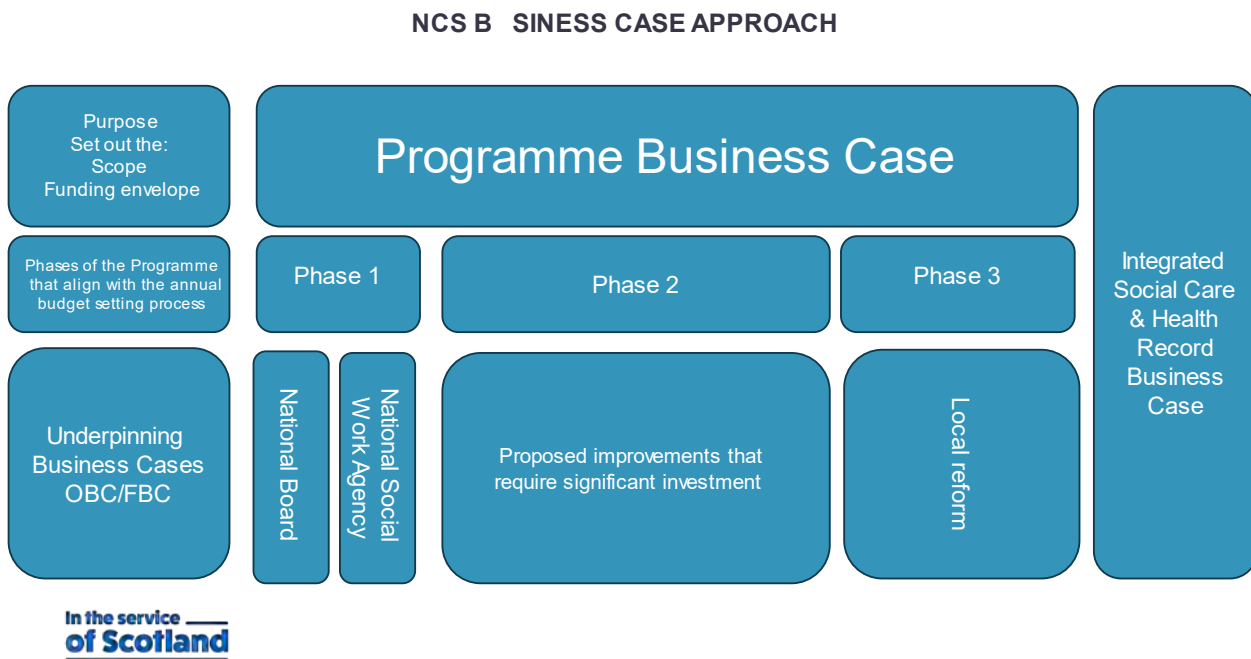 NCS B SINESS CASE APPROACH
Purpose
Set out the:
Scope
Funding envelope
Programme Business Case
Phases of the Programme
that align with the annual
budget setting process
Phase 1
Phase 2
Phase 3
Integrated
Social Care
& Health
Record
Business
Case
Underpinning
Business Cases
OBC/FBC
National Board
National Social
Work Agency
Proposed improvements that
require significant investment
Local reform
In the service
of Scotland